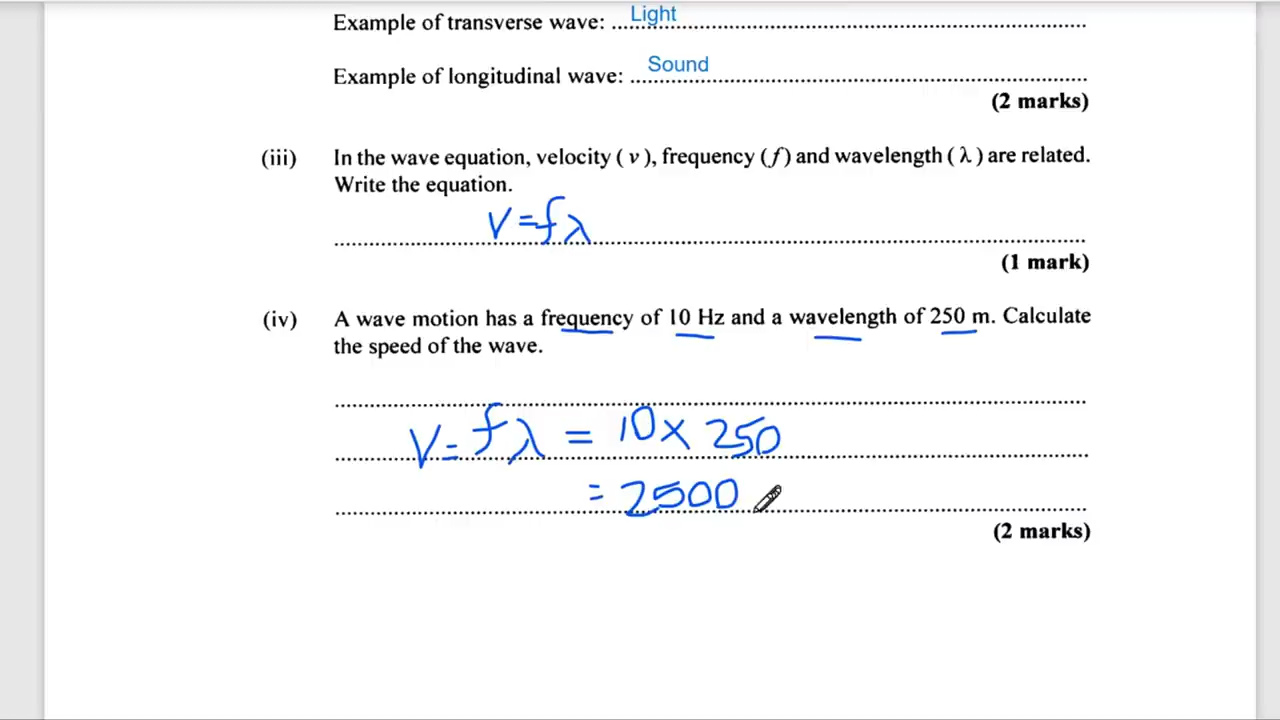 Example of transverse wave: Light
Example of longitudinal wave: Sound
(2 marks)
(iii) In the wave equation, velocity (v), frequency (f) and wavelength (λ) are related.
Write the equation.
v = fλ
(1 mark)
(iv) A wave motion has a frequency of 10 Hz and a wavelength of 250 m. Calculate
the speed of the wave.
V = fλ = 10 x 250
= 2500
(2 marks)